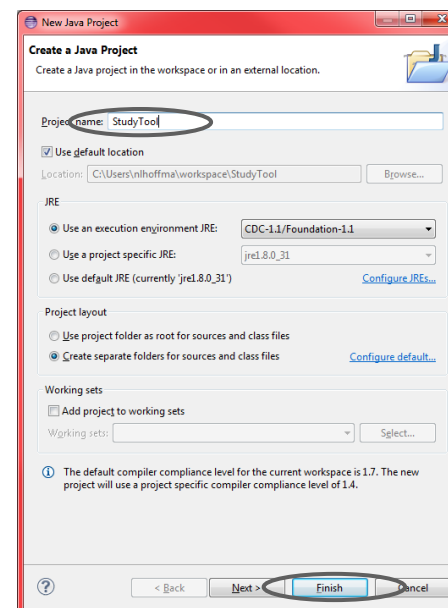 New Java Project
Create a Java Project
Create a Java project in the workspace or in an external location.
Project name: StudyTool
Use default location
Location: C:\Users\nlhoffma\workspace\StudyTool Browse...
JRE
Use an execution environment JRE: CDC-1.1/Foundation-1.1
Use a project specific JRE: jre1.8.0_31
Use default JRE (currently 'jre1.8.0_31') Configure JREs...
Project layout
Use project folder as root for sources and class files
Create separate folders for sources and class files Configure default...
Working sets
Add project to working sets
Working sets: Select...
The default compiler compliance level for the current workspace is 1.7. The new
project will use a project specific compiler compliance level of 1.4.
? < Back Next > Finish Cancel